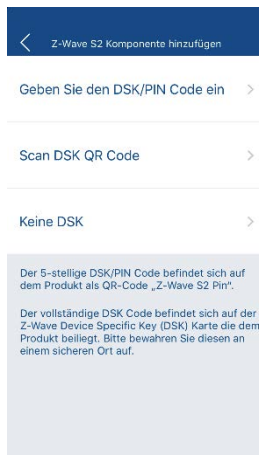 Z-Wave S2 Komponente hinzufügen
Geben Sie den DSK/PIN Code ein
Scan DSK QR Code
Keine DSK
Der 5-stellige DSK/PIN Code befindet sich auf
dem Produkt als QR-Code „Z-Wave S2 Pin“.
Der vollständige DSK Code befindet sich auf der
Z-Wave Device Specific Key (DSK) Karte die dem
Produkt beiliegt. Bitte bewahren Sie diesen an
einem sicheren Ort auf.